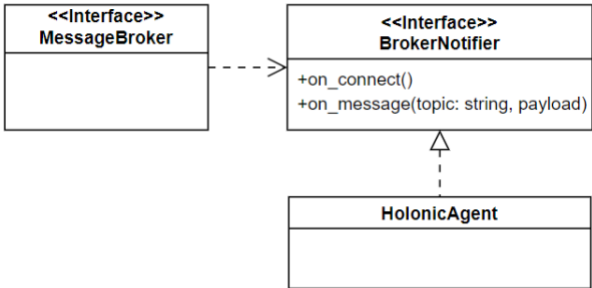 <<Interface>>
MessageBroker
<<Interface>>
BrokerNotifier
+on_connect()
+on_message(topic: string, payload)
HolonicAgent